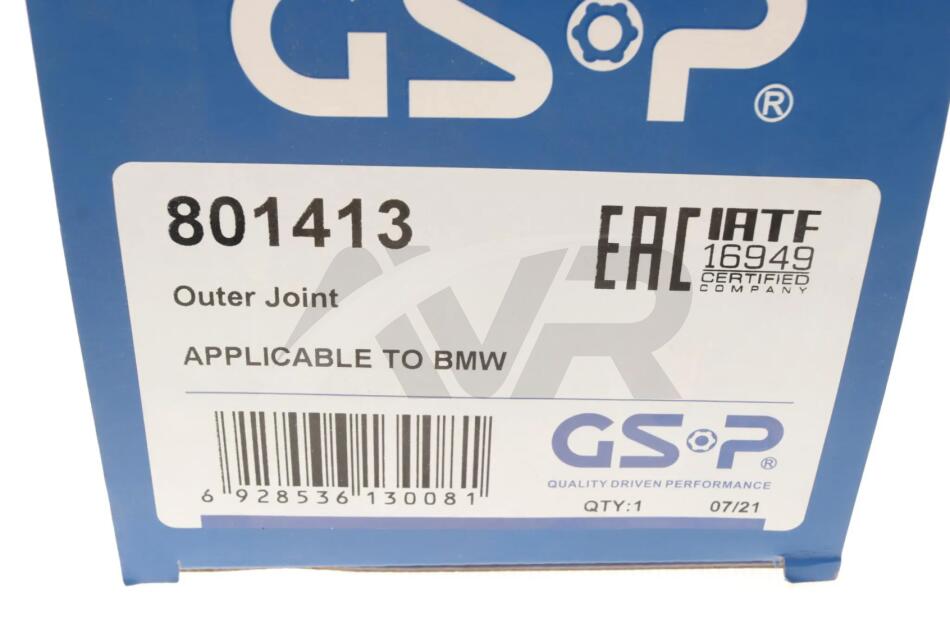 GSP®
801413
EAC IATF
16949
CERTIFIED
COMPANY
Outer Joint
VR
APPLICABLE TO BMW
6 928536 130081
GSP®
QUALITY DRIVEN PERFORMANCE
QTY:1 07/21